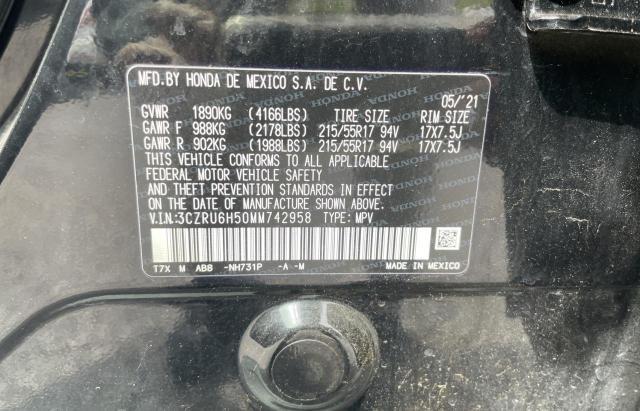 MFD.BY HONDA DE MEXICO S.A. DE C.V.
05/'21
GVWR 1890KG (4166LBS) TIRE SIZE RIM SIZE
GAWR F 988KG (2178LBS) 215/55R17 94V 17X7.5J
GAWR R 902KG (1988LBS) 215/55R17 94V 17X7.5J
THIS VEHICLE CONFORMS TO ALL APPLICABLE
FEDERAL MOTOR VEHICLE SAFETY
AND THEFT PREVENTION STANDARDS IN EFFECT
ON THE DATE OF MANUFACTURE SHOWN ABOVE.
V.I.N:3CZRU6H50MM742958 TYPE: MPV
T7X M ABS -NH731P -A -M MADE IN MEXICO